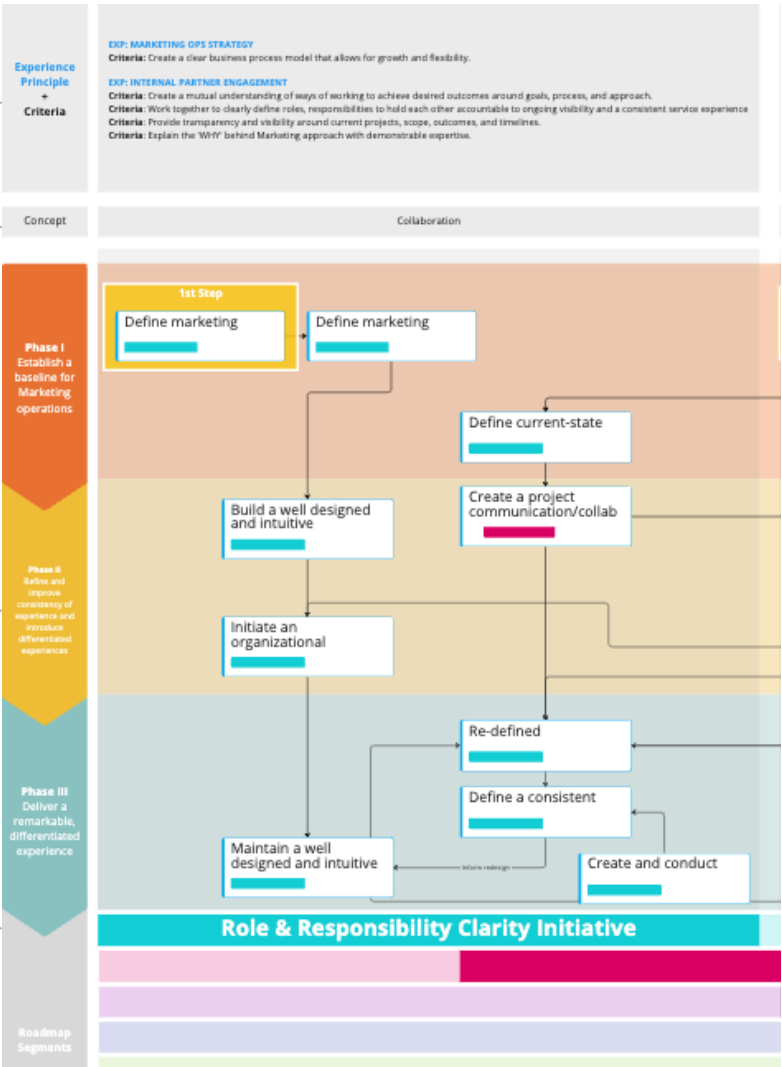 Experience
Principle
+
Criteria
EXP: MARKETING OPS STRATEGY
Criteria: Create a clear business process model that allows for growth and flexibility.
EXP: INTERNAL PARTNER ENGAGEMENT
Criteria: Create a mutual understanding of ways of working to achieve desired outcomes around goals, process, and approach.
Criteria: Work together to clearly define roles, responsibilities to hold each other accountable to ongoing visibility and a consistent service experience
Criteria: Provide transparency and visibility around current projects, scope, outcomes, and timelines.
Criteria: Explain the 'WHY' behind Marketing approach with demonstrable expertise.
Concept
Collaboration
Phase I
Establish a
baseline for
Marketing
operations
1st Step
Define marketing
Define marketing
Define current-state
Phase II
Refine and
improve
consistency of
experience and
introduce
differentiated
experiences
Create a project
communication/collab
Build a well designed
and intuitive
Initiate an
organizational
Phase III
Deliver a
remarkable,
differentiated
experience
Re-defined
Define a consistent
Maintain a well
designed and intuitive
Inform redesign
Create and conduct
Role & Responsibility Clarity Initiative
Roadmap
Segments